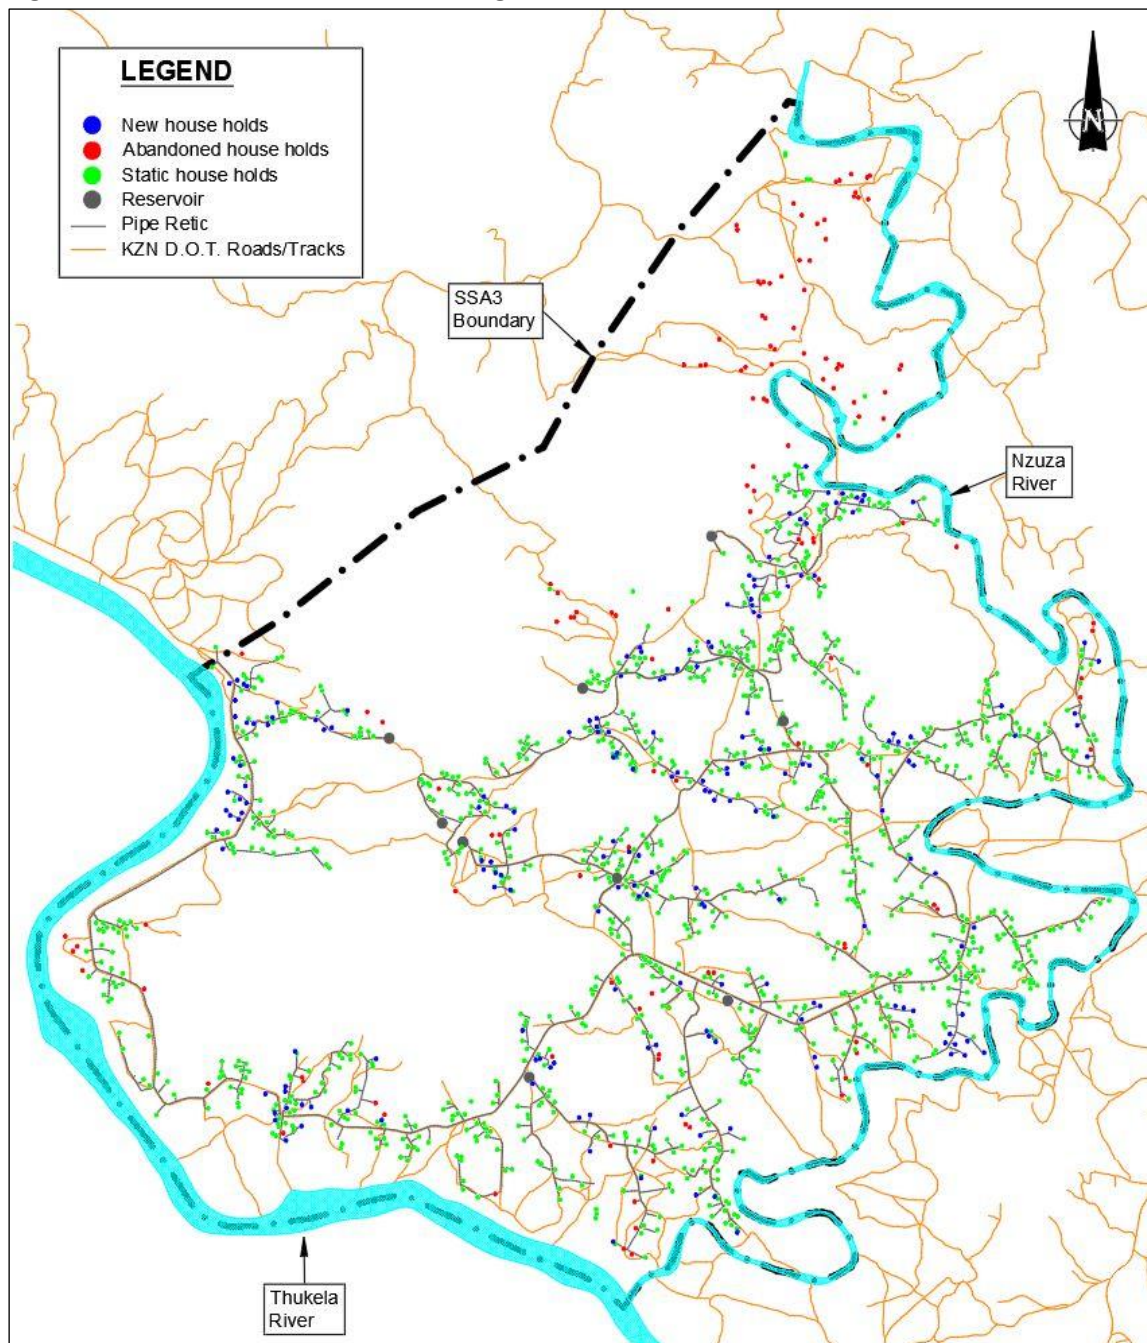 LEGEND
New house holds
Abandoned house holds
Static house holds
Reservoir
Pipe Retic
KZN D.O.T. Roads/Tracks
N
SSA3
Boundary
Nzuza
River
Thukela
River